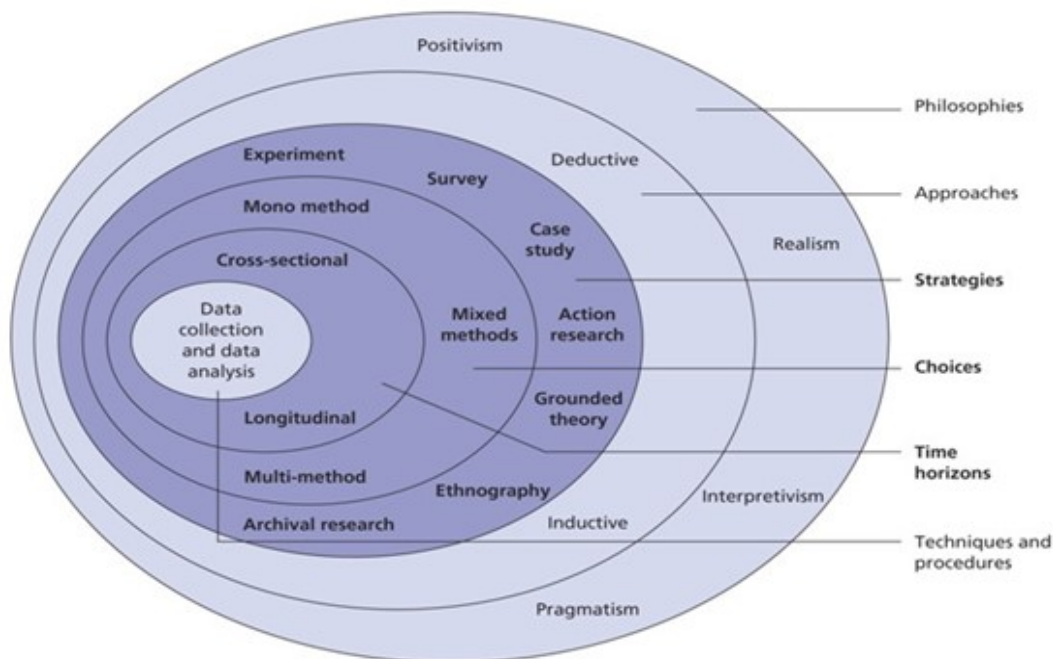 Positivism
Philosophies
Experiment
Deductive
Survey
Approaches
Mono method
Case
study
Realism
Cross-sectional
Strategies
Data
collection
and data
analysis
Mixed
methods
Action
research
Choices
Longitudinal
Grounded
theory
Time
horizons
Multi-method
Ethnography
Interpretivism
Archival research
Inductive
Techniques and
procedures
Pragmatism